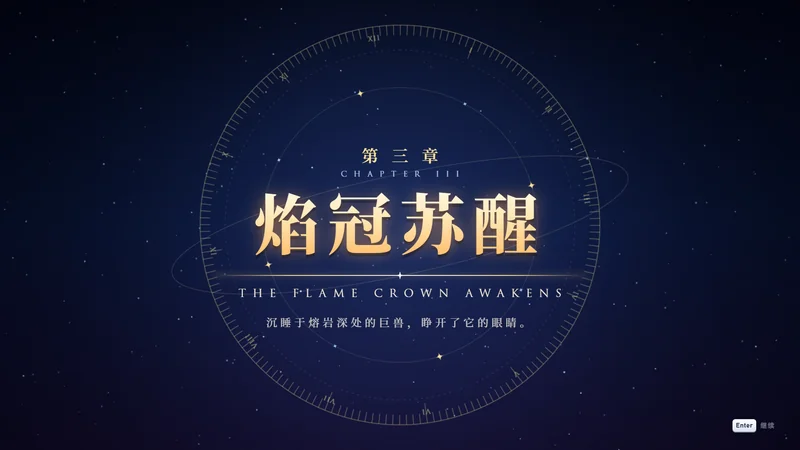 第三章
CHAPTER III
焰冠苏醒
THE FLAME CROWN AWAKENS
沉睡于熔岩深处的巨兽，睁开了它的眼睛。
Enter 继续